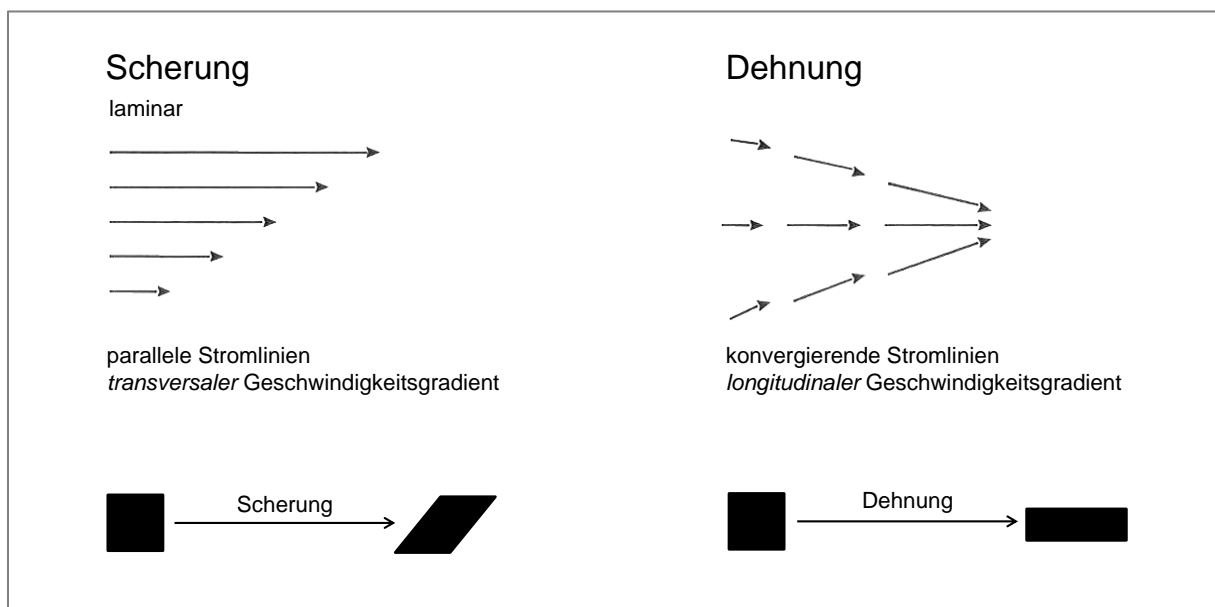 Scherung
laminar
parallele Stromlinien
transversaler Geschwindigkeitsgradient
Scherung
Dehnung
konvergierende Stromlinien
longitudinaler Geschwindigkeitsgradient
Dehnung